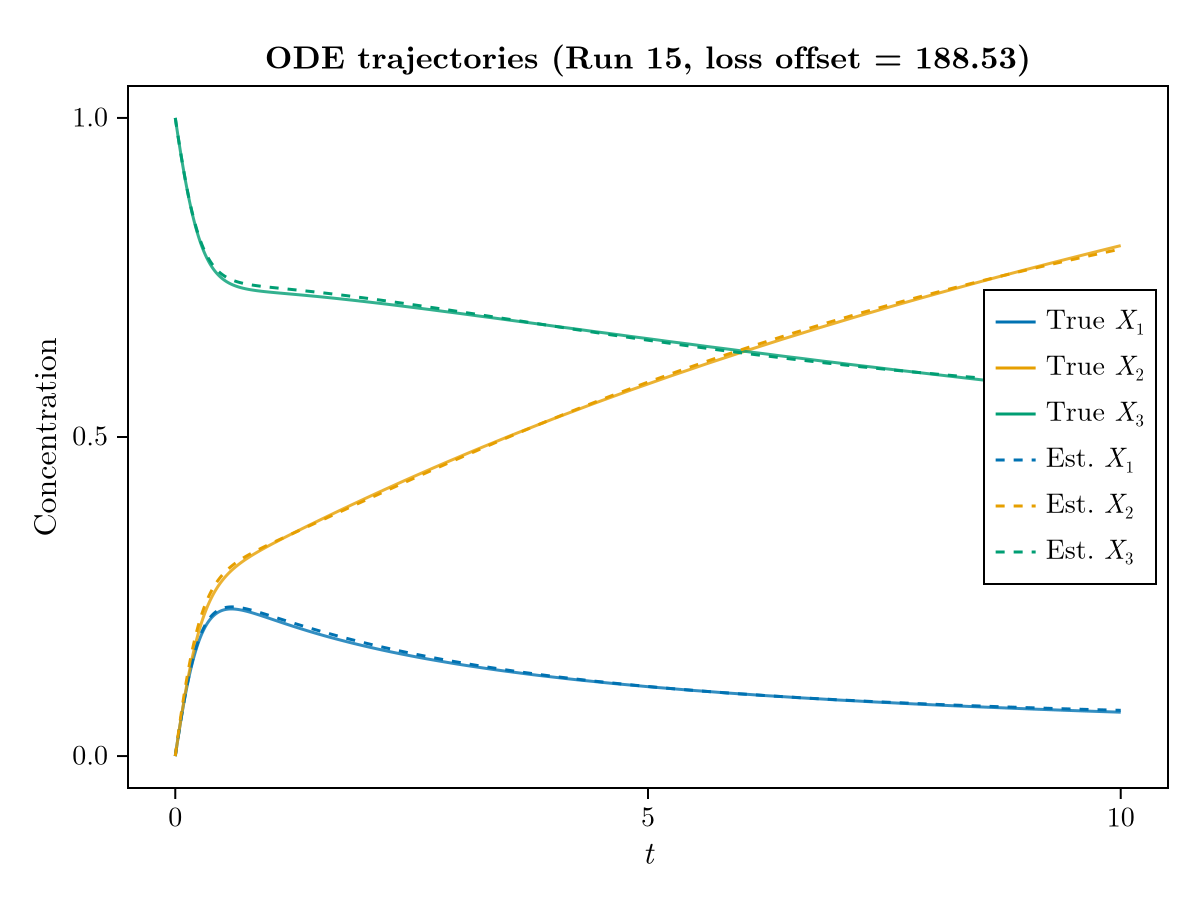 ODE trajectories (Run 15, loss offset = 188.53)
1.0
0.5
0.0
Concentration
True X₁
True X₂
True X₃
Est. X₁
Est. X₂
Est. X₃
0 5 10
t